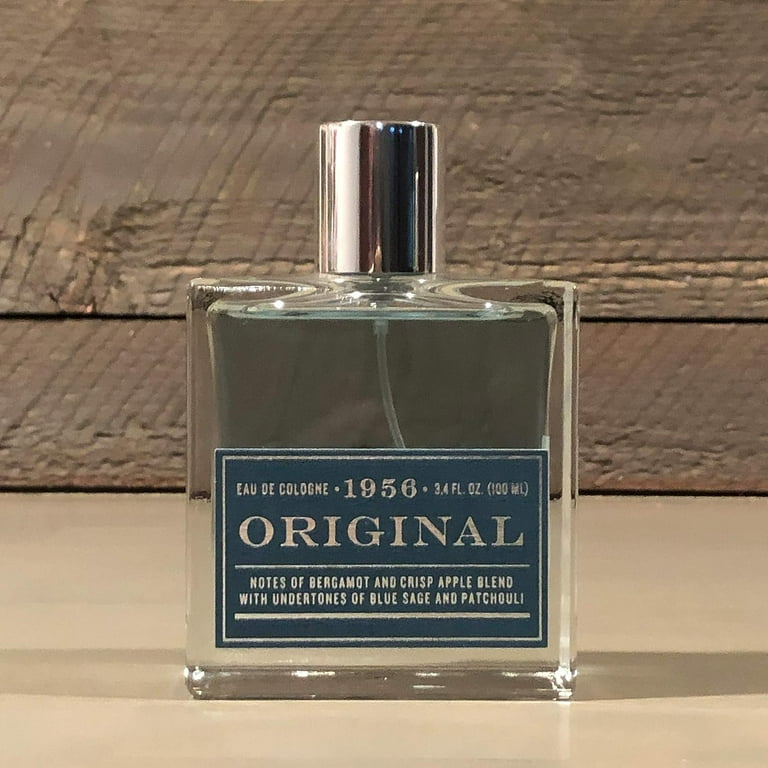 EAU DE COLOGNE • 1956 • 3.4 FL. OZ. (100 ML)
ORIGINAL
NOTES OF BERGAMOT AND CRISP APPLE BLEND
WITH UNDERTONES OF BLUE SAGE AND PATCHOULI